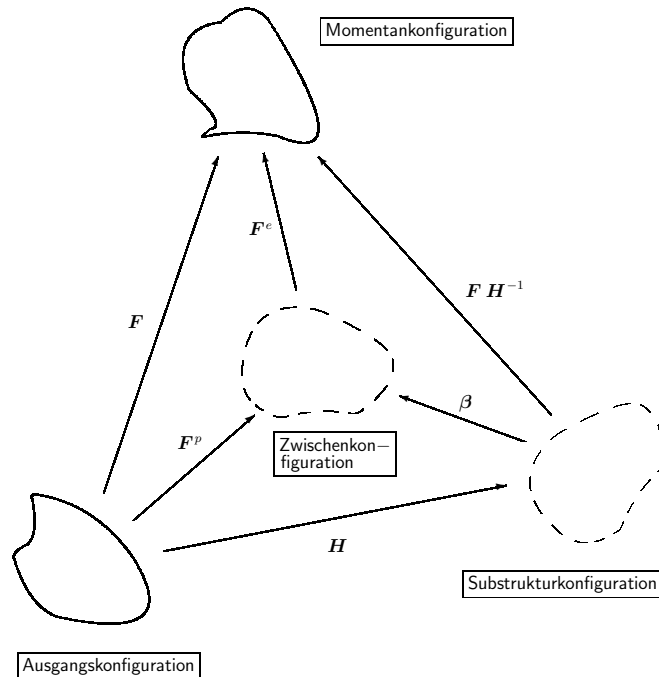 Momentankonfiguration
F^e
F H^{-1}
F
β
F^p
Zwischenkon–
figuration
H
Substrukturkonfiguration
Ausgangskonfiguration